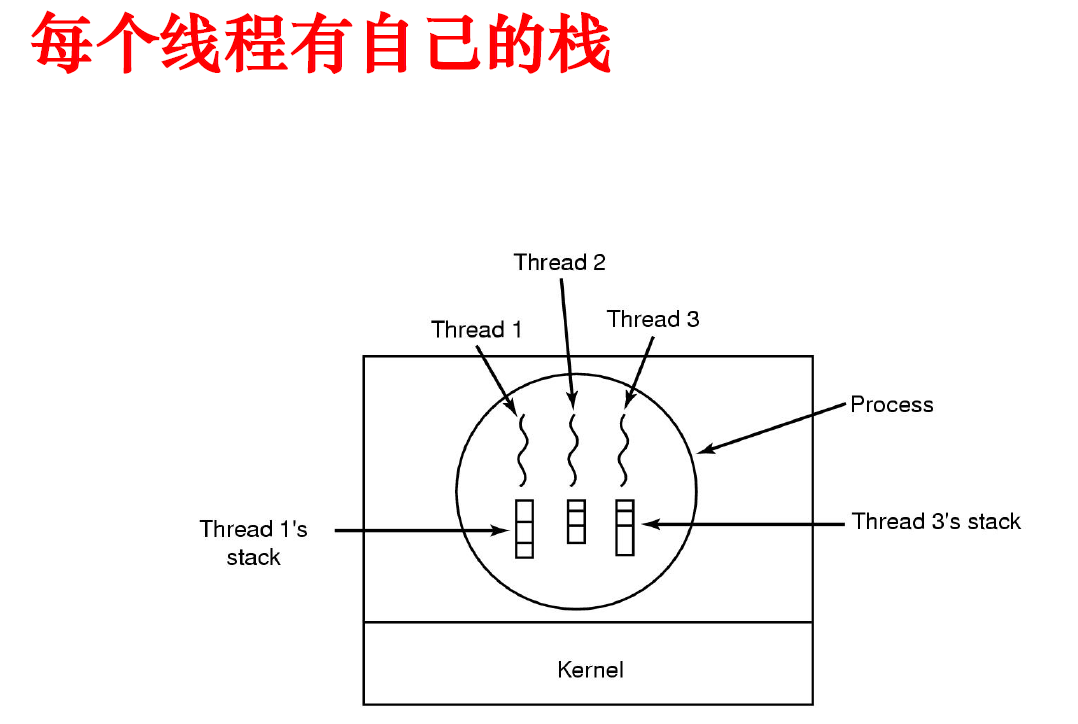 每个线程有自己的栈
Thread 2
Thread 1
Thread 3
Process
Thread 1's
stack
Thread 3's stack
Kernel